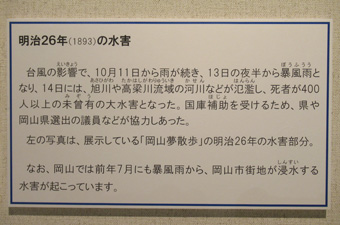 明治26年(1893)の水害
台風の影響で、10月11日から雨が続き、13日の夜半から暴風雨と
なり、14日には、旭川や高梁川流域の河川などが氾濫し、死者が400
人以上の未曾有の大水害となった。国庫補助を受けるため、県や
岡山県選出の議員などが協力しあった。
左の写真は、展示している「岡山夢散歩」の明治26年の水害部分。
なお、岡山では前年7月にも暴風雨から、岡山市街地が浸水する
水害が起こっています。